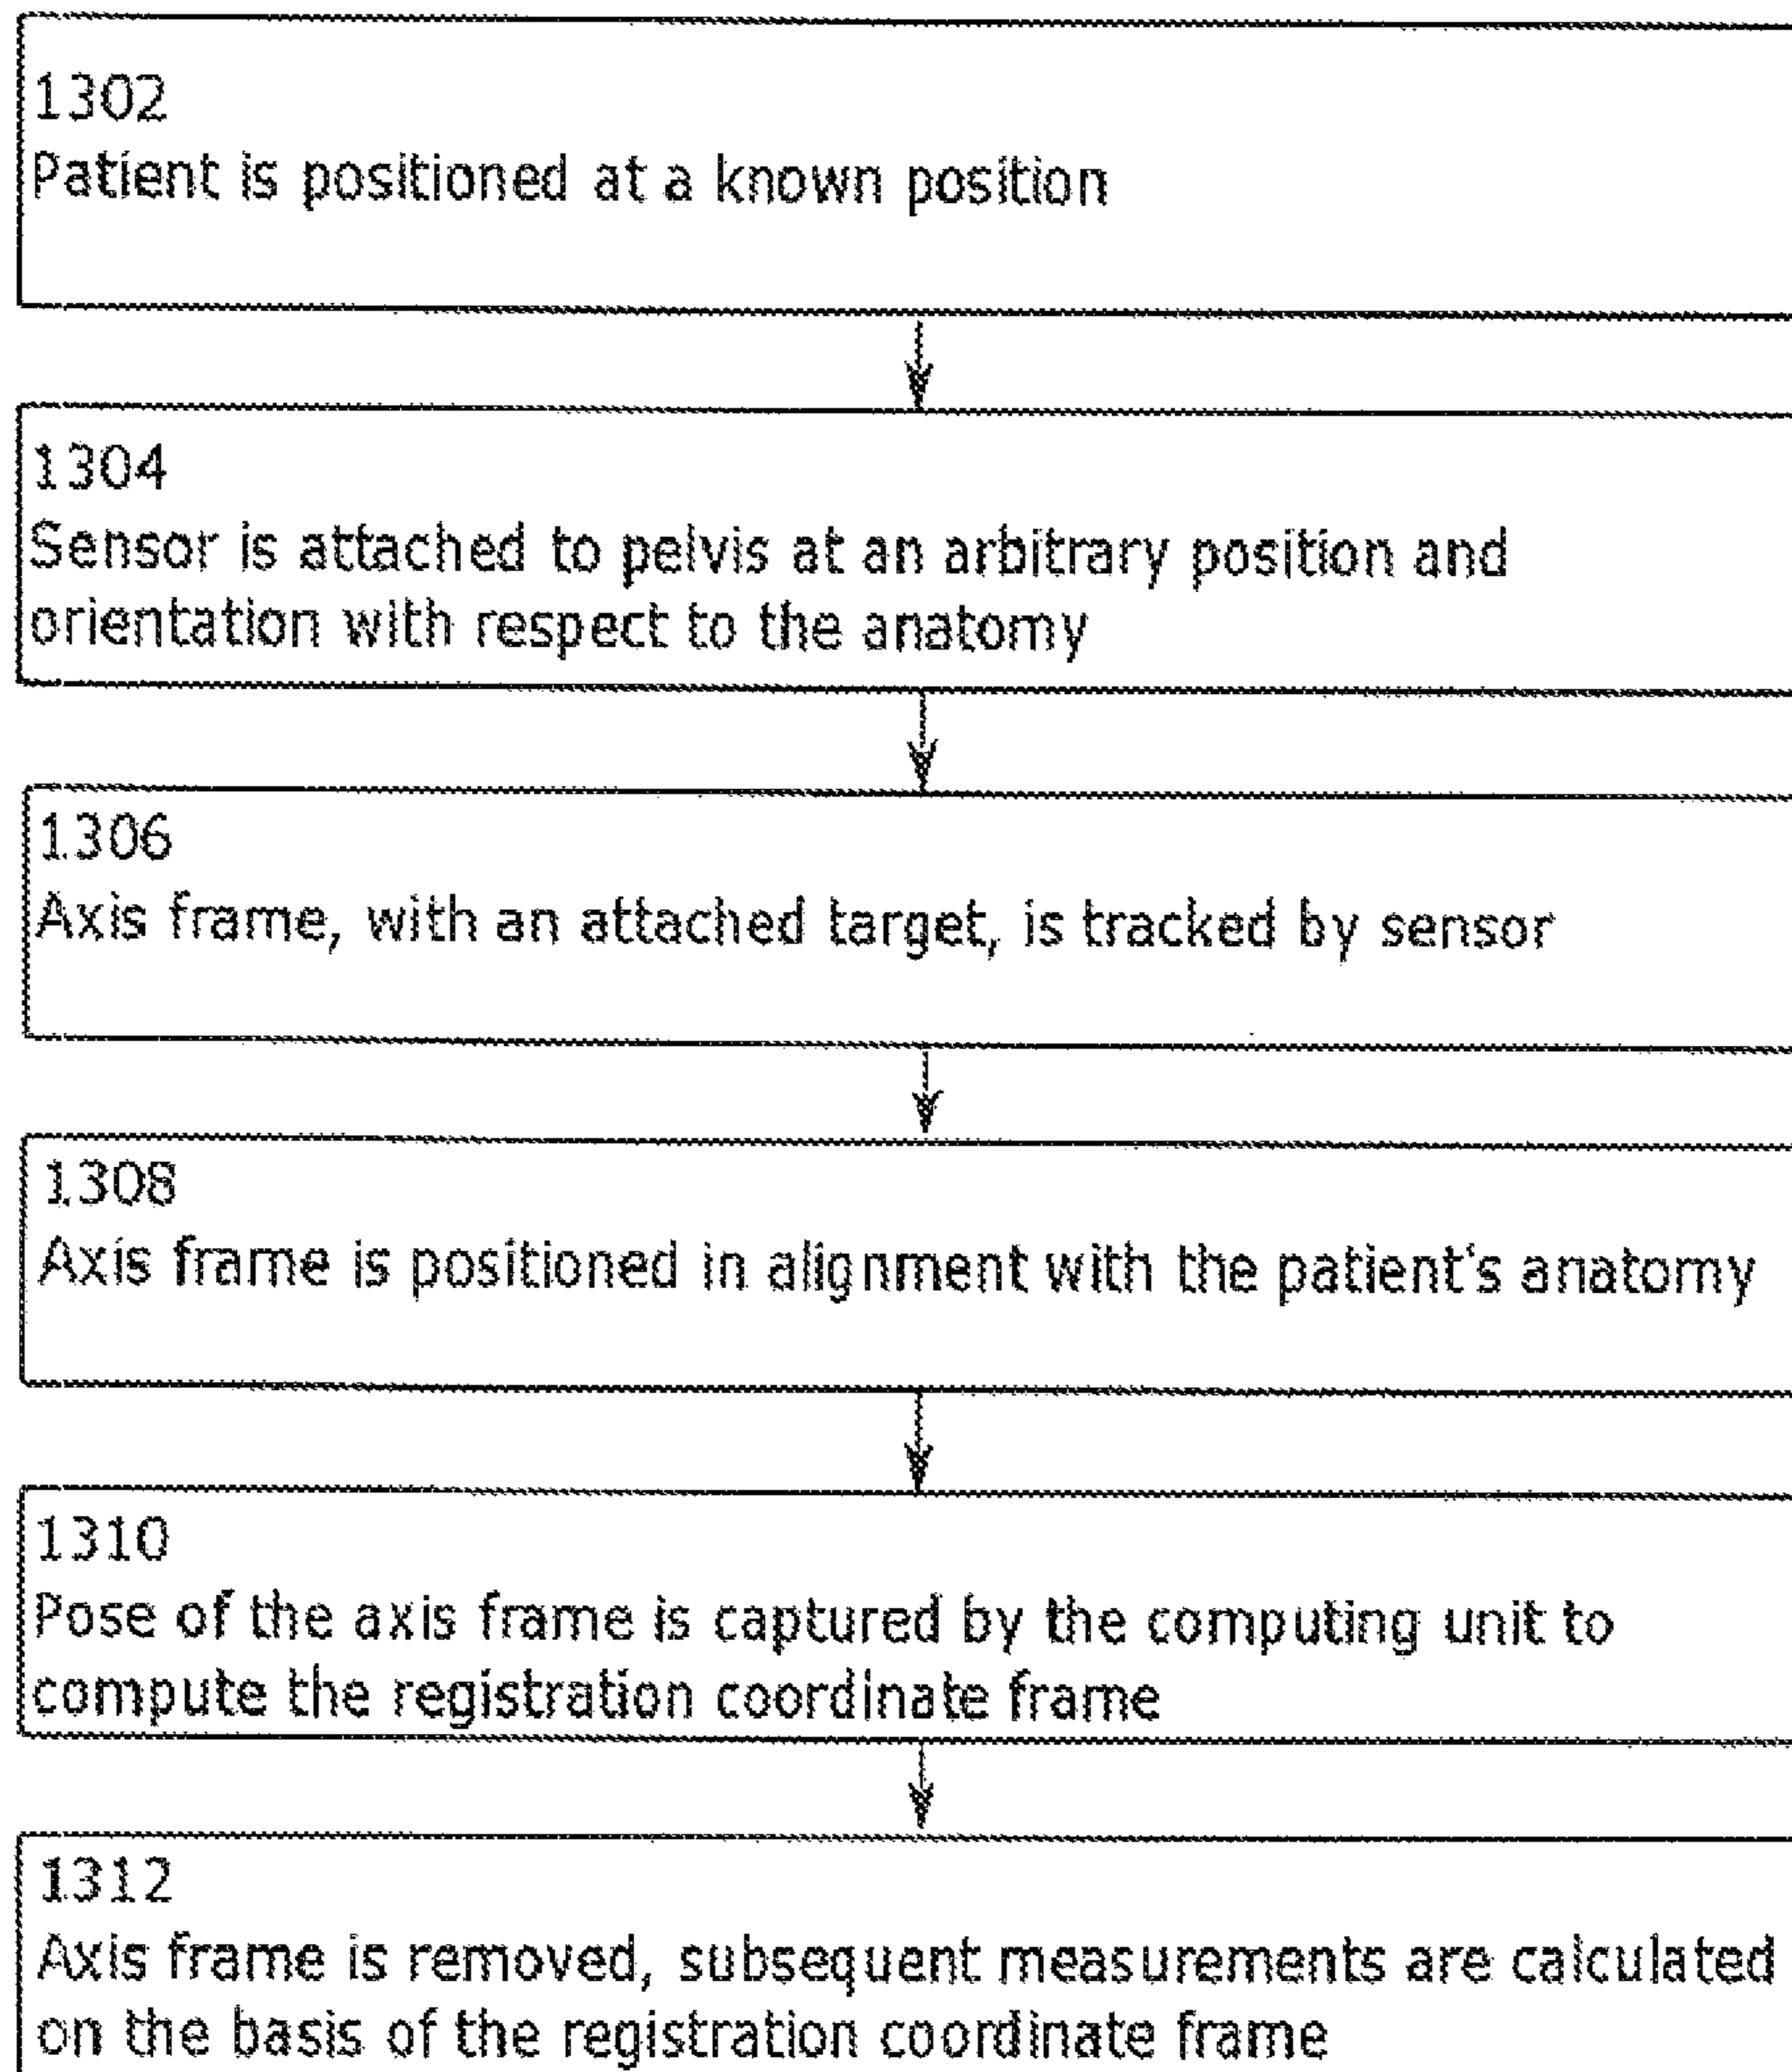 1302
Patient is positioned at a known position
1304
Sensor is attached to pelvis at an arbitrary position and
orientation with respect to the anatomy
1306
Axis frame, with an attached target, is tracked by sensor
1308
Axis frame is positioned in alignment with the patient's anatomy
1310
Pose of the axis frame is captured by the computing unit to
compute the registration coordinate frame
1312
Axis frame is removed, subsequent measurements are calculated
on the basis of the registration coordinate frame